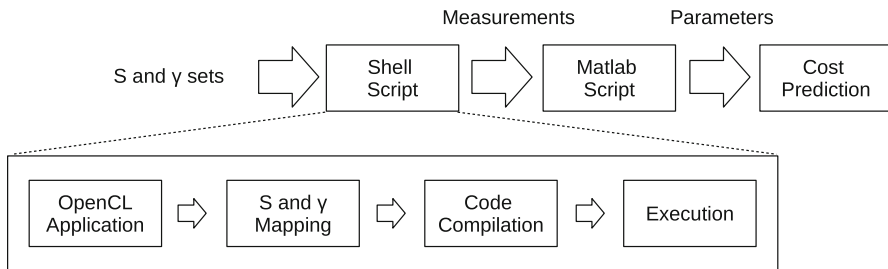 Measurements
Parameters
S and γ sets
Shell
Script
Matlab
Script
Cost
Prediction
OpenCL
Application
S and γ
Mapping
Code
Compilation
Execution